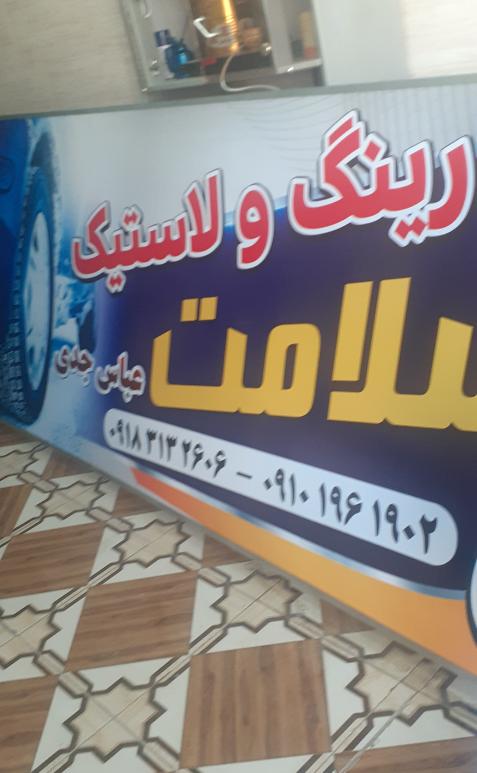 رینگ و لاستیک
سلامت
عباس جدی
۰۹۱۸ ۳۱۳ ۲۶۰۶ - ۰۹۱۰ ۱۹۶ ۱۹۰۲